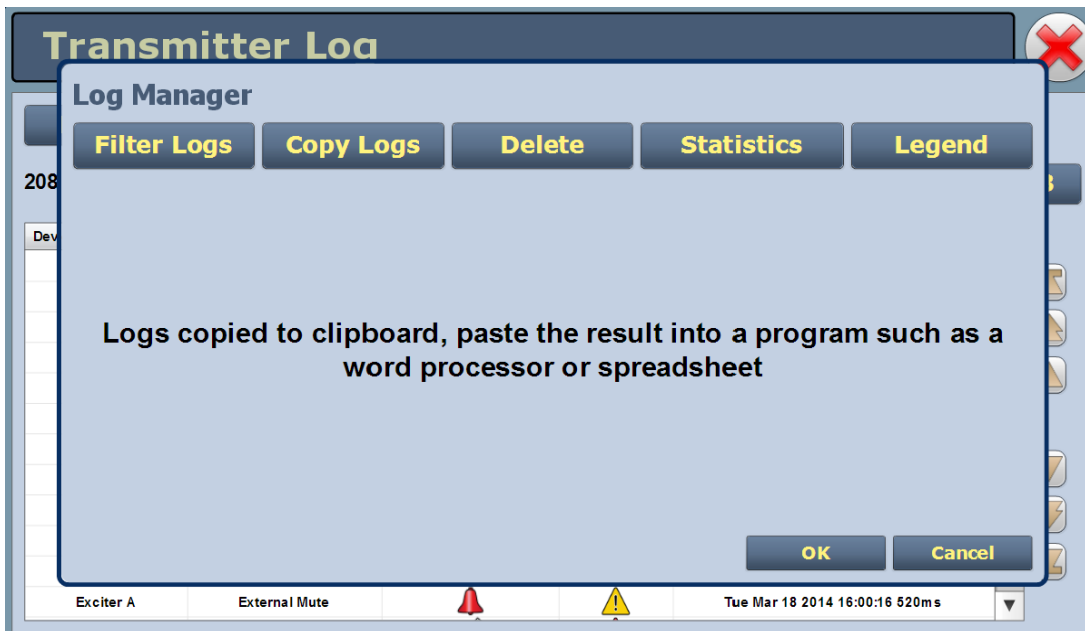 Transmitter Log
Log Manager
Filter Logs Copy Logs Delete Statistics Legend
208
Dev
Logs copied to clipboard, paste the result into a program such as a
word processor or spreadsheet
OK Cancel
Exciter A External Mute Tue Mar 18 2014 16:00:16 520ms